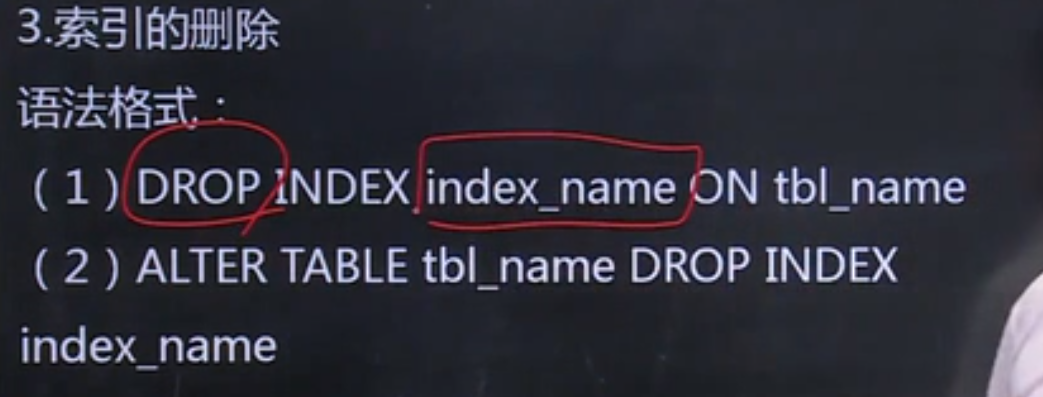 3.索引的删除
语法格式：
（1）DROP INDEX index_name ON tbl_name
（2）ALTER TABLE tbl_name DROP INDEX
index_name